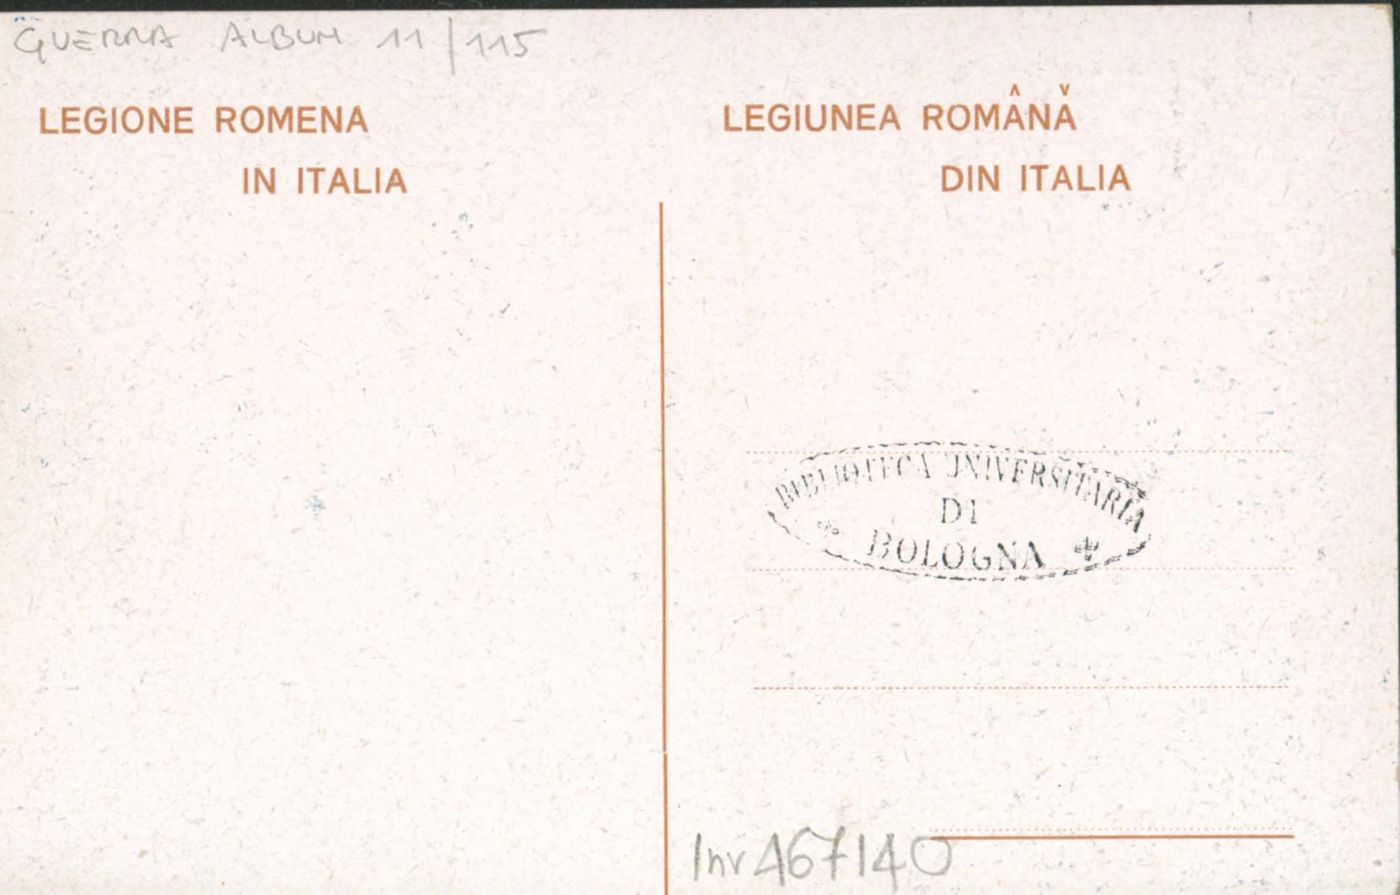 GUERRA ALBUM 11/115
LEGIONE ROMENA
IN ITALIA
LEGIUNEA ROMÂNĂ
DIN ITALIA
BIBLIOTECA UNIVERSITARIA
DI
BOLOGNA
Inv 467140